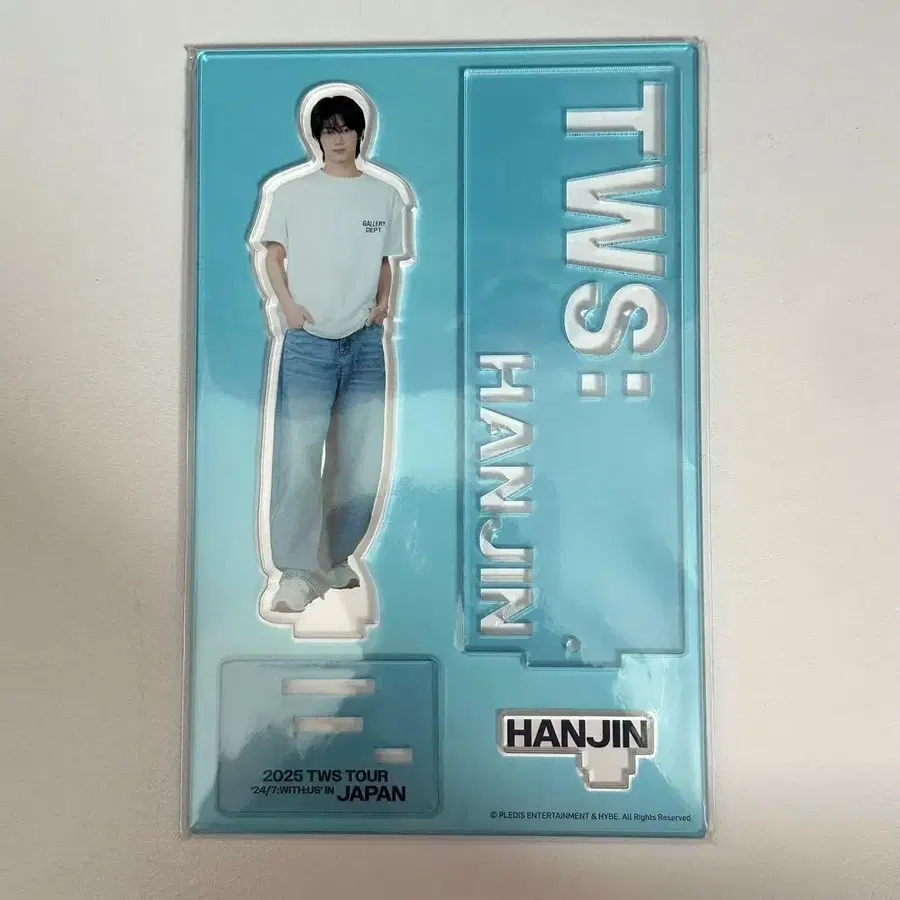 GALLERY
DEPT.
TWS:
HANJIN
HANJIN
2025 TWS TOUR
'24/7:WITH:US' IN JAPAN
© PLEDIS ENTERTAINMENT & HYBE. All Rights Reserved.